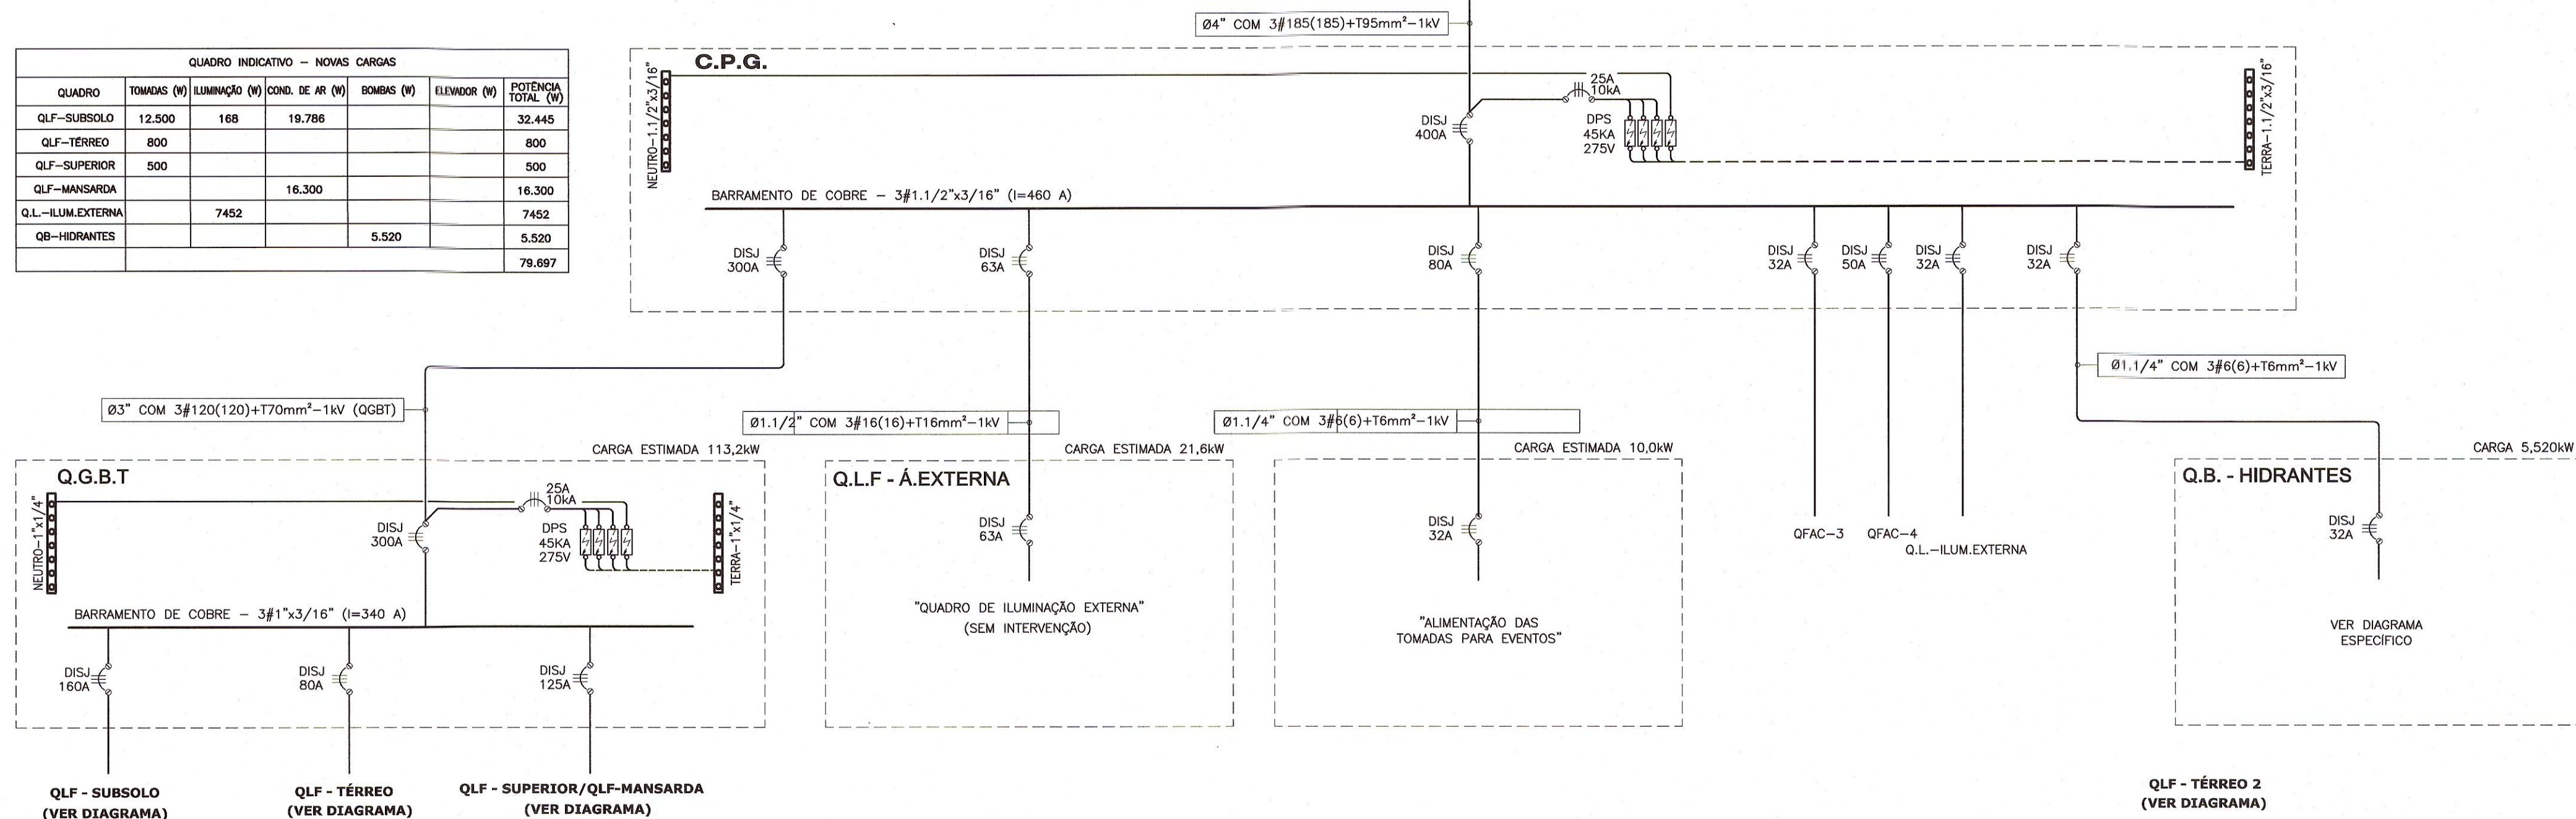 Ø4" COM 3#185(185)+T95mm²-1kV
QUADRO INDICATIVO – NOVAS CARGAS
QUADRO TOMADAS (W) ILUMINAÇÃO (W) COND. DE AR (W) BOMBAS (W) ELEVADOR (W) POTÊNCIA TOTAL (W)
QLF-SUBSOLO 12.500 168 19.786 32.445
QLF-TÉRREO 800 800
QLF-SUPERIOR 500 500
QLF-MANSARDA 16.300 16.300
Q.L.-ILUM.EXTERNA 7452 7452
QB-HIDRANTES 5.520 5.520
79.697
C.P.G.
NEUTRO-1.1/2"x3/16"
25A
10kA
DISJ
400A
DPS
45KA
275V
TERRA-1.1/2"x3/16"
BARRAMENTO DE COBRE – 3#1.1/2"x3/16" (I=460 A)
DISJ
300A
DISJ
63A
DISJ
80A
DISJ
32A
DISJ
50A
DISJ
32A
DISJ
32A
Ø1.1/4" COM 3#6(6)+T6mm²-1kV
Ø3" COM 3#120(120)+T70mm²-1kV (QGBT)
Ø1.1/2" COM 3#16(16)+T16mm²-1kV
Ø1.1/4" COM 3#6(6)+T6mm²-1kV
CARGA ESTIMADA 113,2kW
Q.G.B.T
NEUTRO-1"x1/4"
25A
10kA
DISJ
300A
DPS
45KA
275V
TERRA-1"x1/4"
BARRAMENTO DE COBRE – 3#1"x3/16" (I=340 A)
DISJ
160A
DISJ
80A
DISJ
125A
QLF - SUBSOLO
(VER DIAGRAMA)
QLF - TÉRREO
(VER DIAGRAMA)
QLF - SUPERIOR/QLF-MANSARDA
(VER DIAGRAMA)
CARGA ESTIMADA 21,6kW
Q.L.F - Á.EXTERNA
DISJ
63A
"QUADRO DE ILUMINAÇÃO EXTERNA"
(SEM INTERVENÇÃO)
CARGA ESTIMADA 10,0kW
DISJ
32A
"ALIMENTAÇÃO DAS
TOMADAS PARA EVENTOS"
QFAC-3
QFAC-4
Q.L.-ILUM.EXTERNA
CARGA 5,520kW
Q.B. - HIDRANTES
DISJ
32A
VER DIAGRAMA
ESPECÍFICO
QLF - TÉRREO 2
(VER DIAGRAMA)